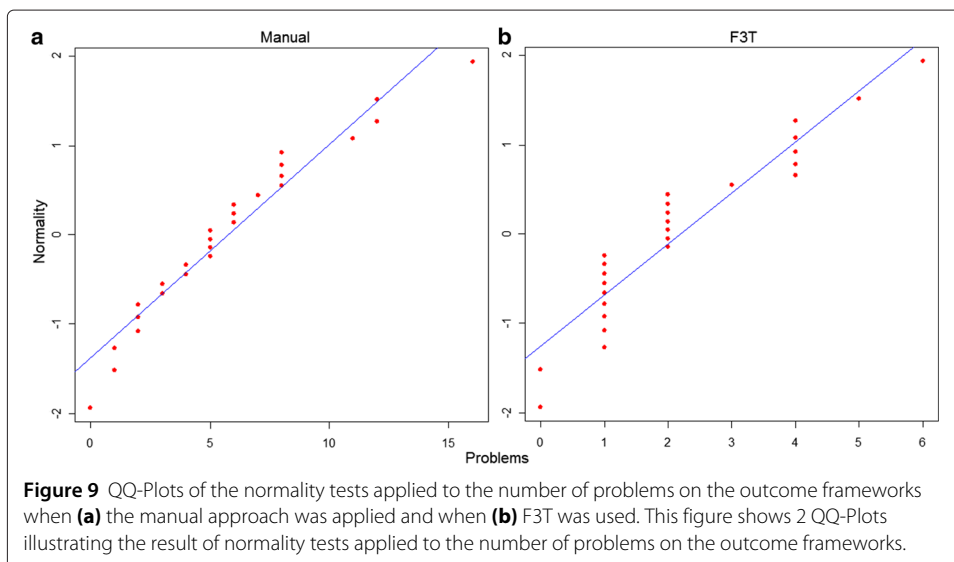 a
Manual
b
F3T
Normality
2
1
0
-1
-2
0
5
10
15
2
1
0
-1
-2
0
1
2
3
4
5
6
Problems
Figure 9 QQ-Plots of the normality tests applied to the number of problems on the outcome frameworks
when (a) the manual approach was applied and when (b) F3T was used. This figure shows 2 QQ-Plots
illustrating the result of normality tests applied to the number of problems on the outcome frameworks.